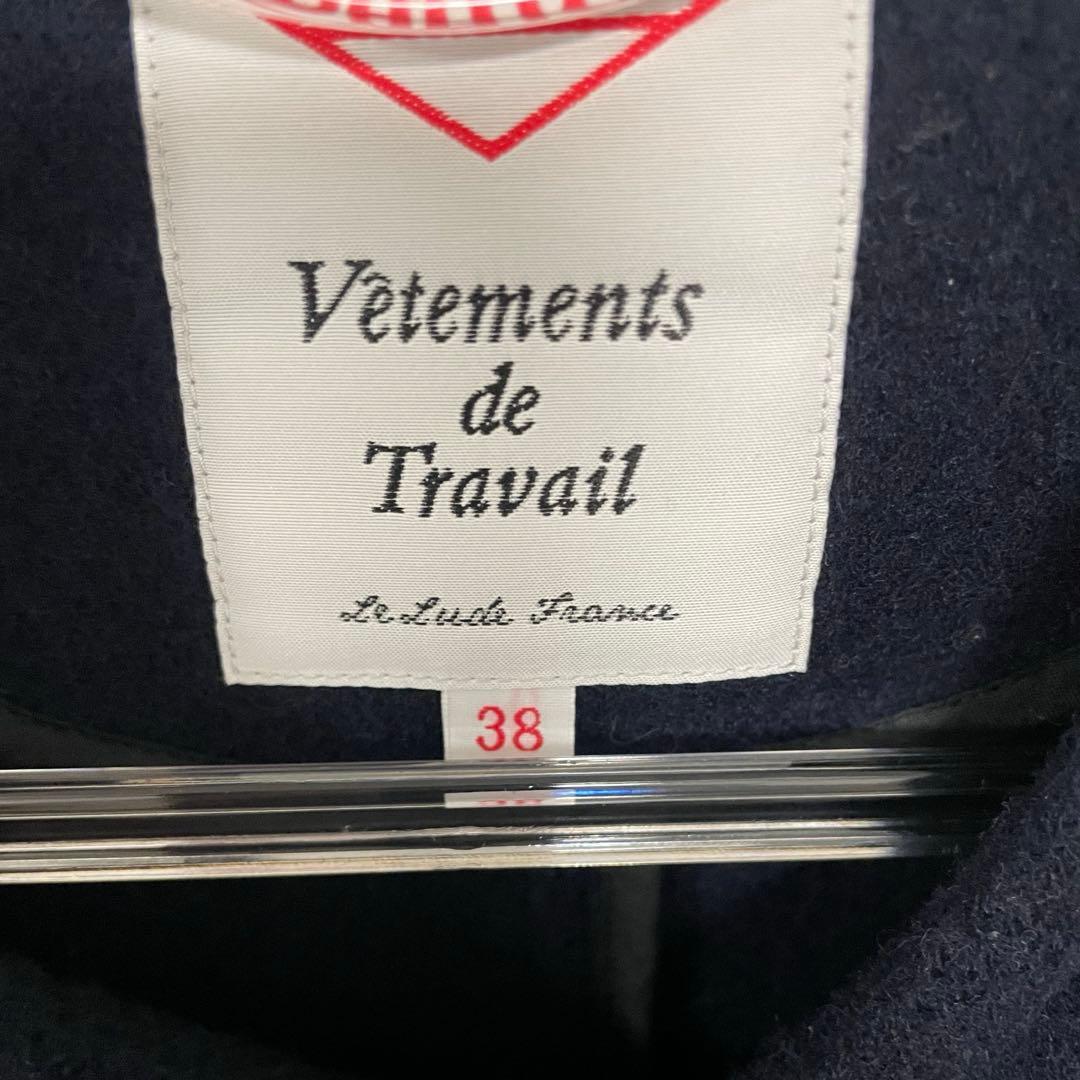 Vêtements
de
Travail
Le Lude France
38